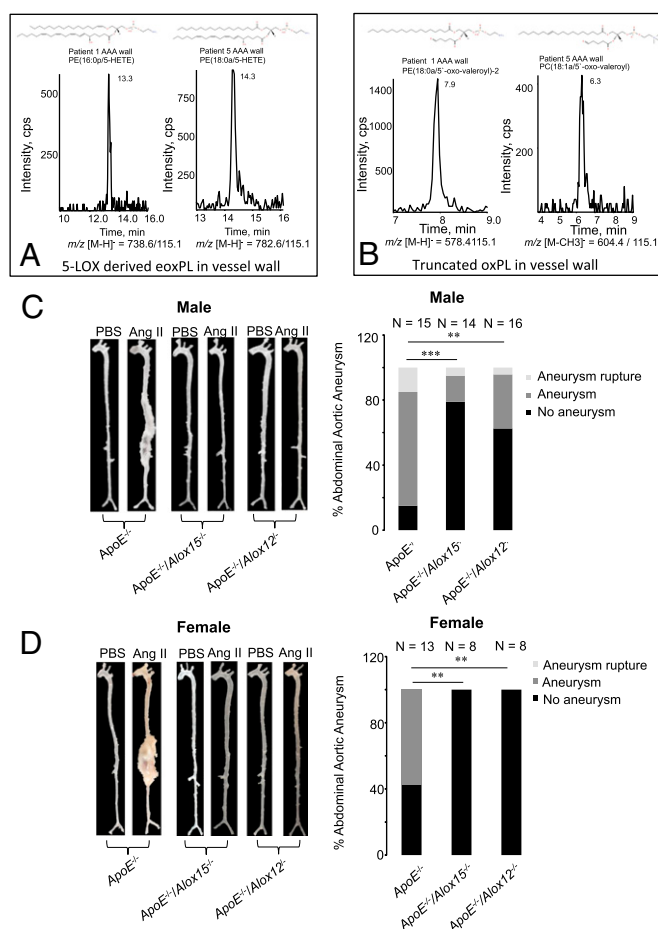 Patient 1 AAA wall
PE(16:0p/5-HETE)
Patient 5 AAA wall
PE(18:0a/5-HETE)
13.3
14.3
Intensity, cps
500
250
10 12.0 14.0 16.0
Time, min
m/z [M-H]- = 738.6/115.1
Intensity, cps
750
500
250
13 14 15 16
Time, min
m/z [M-H]- = 782.6/115.1
A
5-LOX derived eoxPL in vessel wall
Patient 1 AAA wall
PE(18:0a/5`-oxo-valeroyl)-2
Patient 5 AAA wall
PC(18:1a/5`-oxo-valeroyl)
7.9
6.3
Intensity, cps
1400
1000
500
7 8 9.0
Time, min
m/z [M-H]- = 578.4115.1
Intensity, cps
400
200
4 5 6 7 8 9
Time, min
m/z [M-CH3]- = 604.4 / 115.1
B
Truncated oxPL in vessel wall
C
Male
PBS Ang II PBS Ang II PBS Ang II
ApoE-/-
ApoE-/-/Alox15-/-
ApoE-/-/Alox12-/-
Male
N = 15 N = 14 N = 16
**
***
% Abdominal Aortic Aneurysm
120
80
40
0
Aneurysm rupture
Aneurysm
No aneurysm
ApoE-/-
ApoE-/-/Alox15-
ApoE-/-/Alox12-
D
Female
PBS Ang II PBS Ang II PBS Ang II
ApoE-/-
ApoE-/-/Alox15-/-
ApoE-/-/Alox12-/-
Female
N = 13 N = 8 N = 8
**
**
% Abdominal Aortic Aneurysm
120
80
40
0
Aneurysm rupture
Aneurysm
No aneurysm
ApoE-/-
ApoE-/-/Alox15-/-
ApoE-/-/Alox12-/-